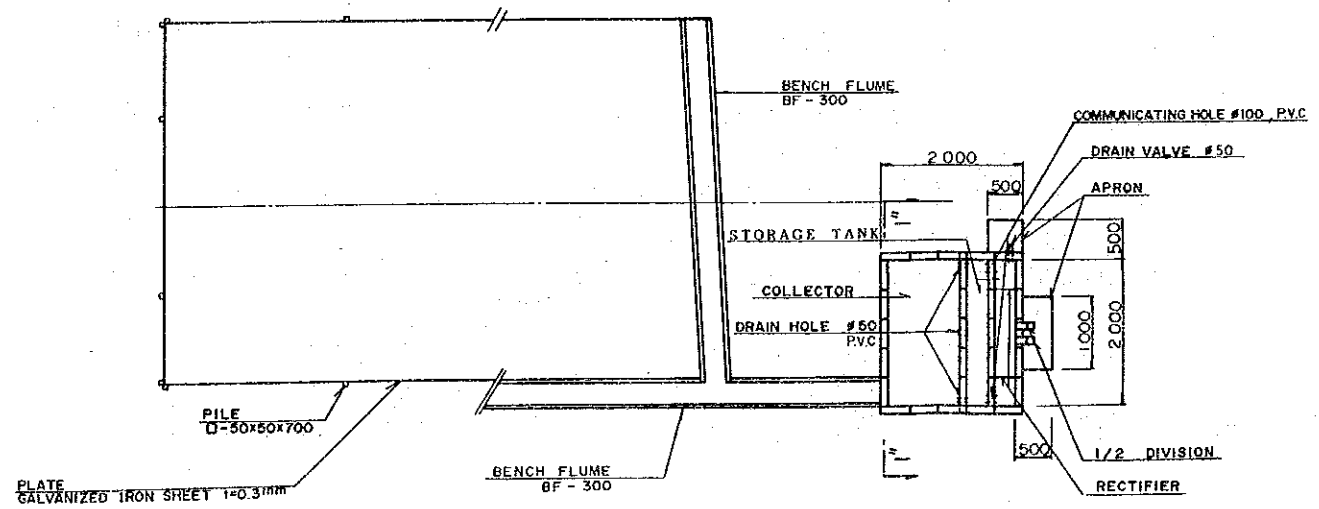 BENCH FLUME
BF-300
COMMUNICATING HOLE ø100, P.V.C
2 000
DRAIN VALVE ø50
500
APRON
STORAGE TANK
500
COLLECTOR
DRAIN HOLE ø50
P.V.C
1000
2 000
PILE
□-50x50x700
500
1/2 DIVISION
BENCH FLUME
BF-300
PLATE
GALVANIZED IRON SHEET t=0.3mm
RECTIFIER